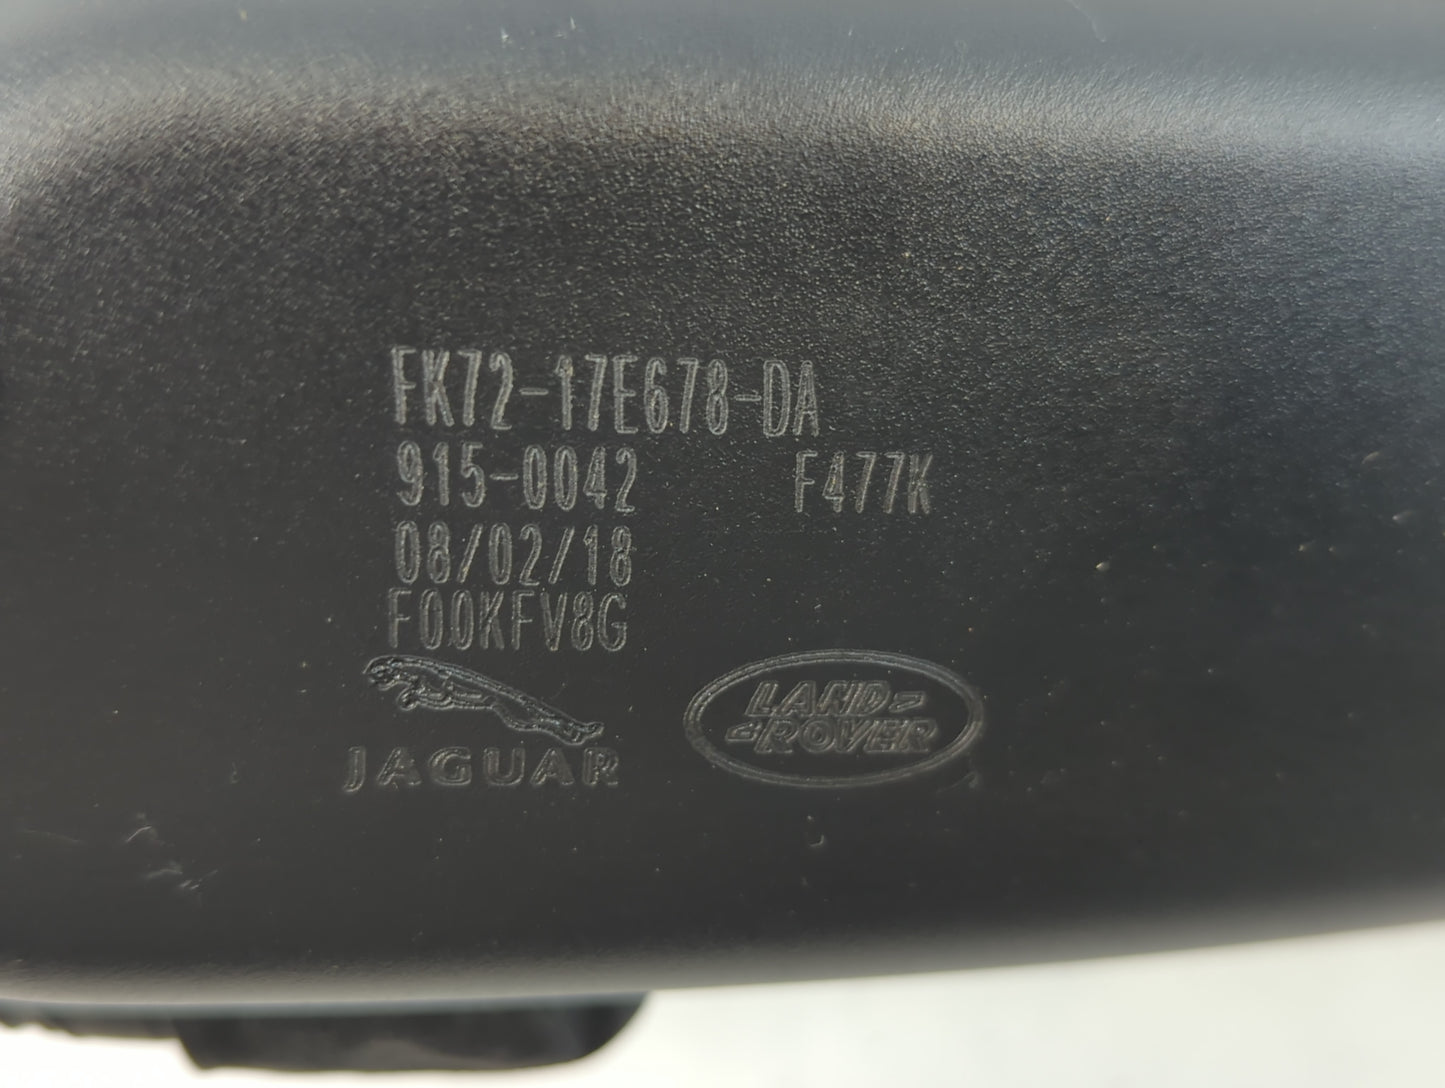 FK72-17E678-DA
915-0042 F477K
08/02/18
F00KFV8G
JAGUAR
LAND
ROVER